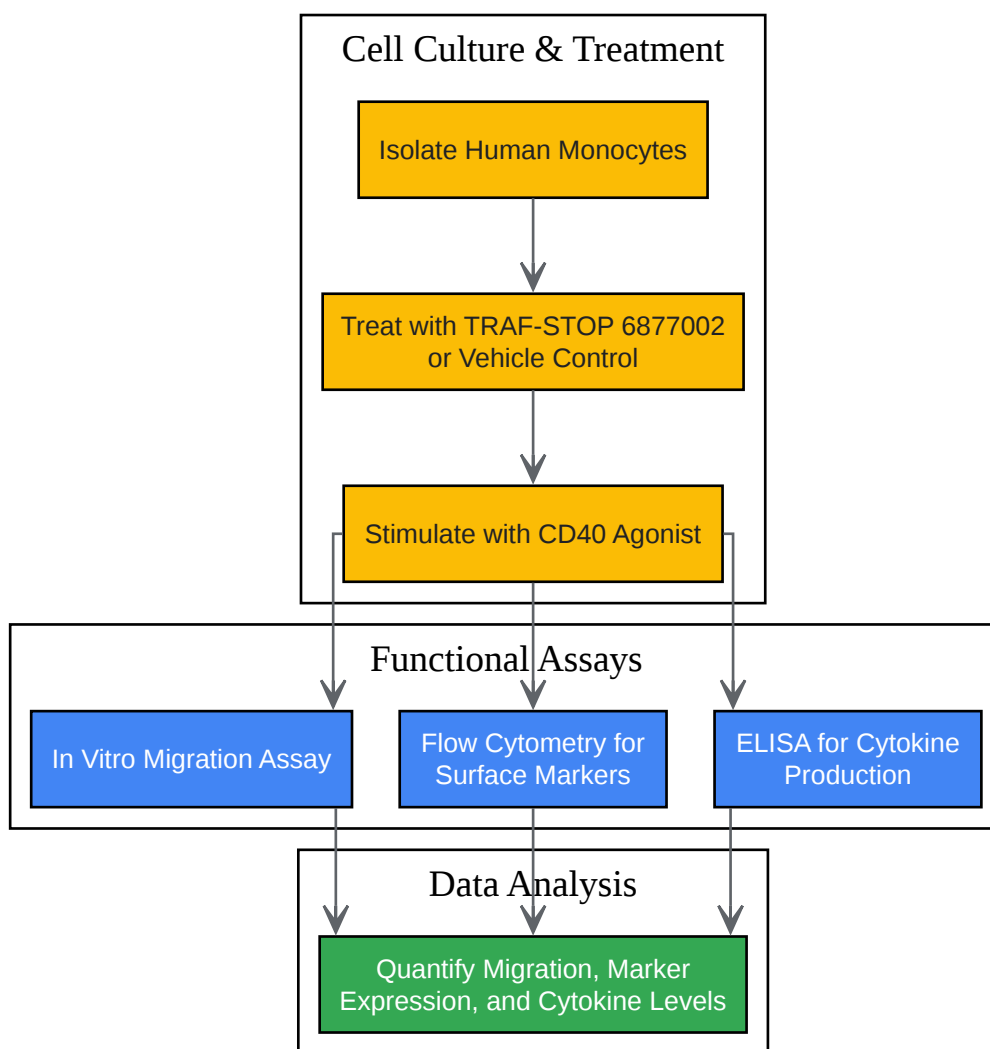 Cell Culture & Treatment
Isolate Human Monocytes
Treat with TRAF-STOP 6877002
or Vehicle Control
Stimulate with CD40 Agonist
Functional Assays
In Vitro Migration Assay
Flow Cytometry for
Surface Markers
ELISA for Cytokine
Production
Data Analysis
Quantify Migration, Marker
Expression, and Cytokine Levels